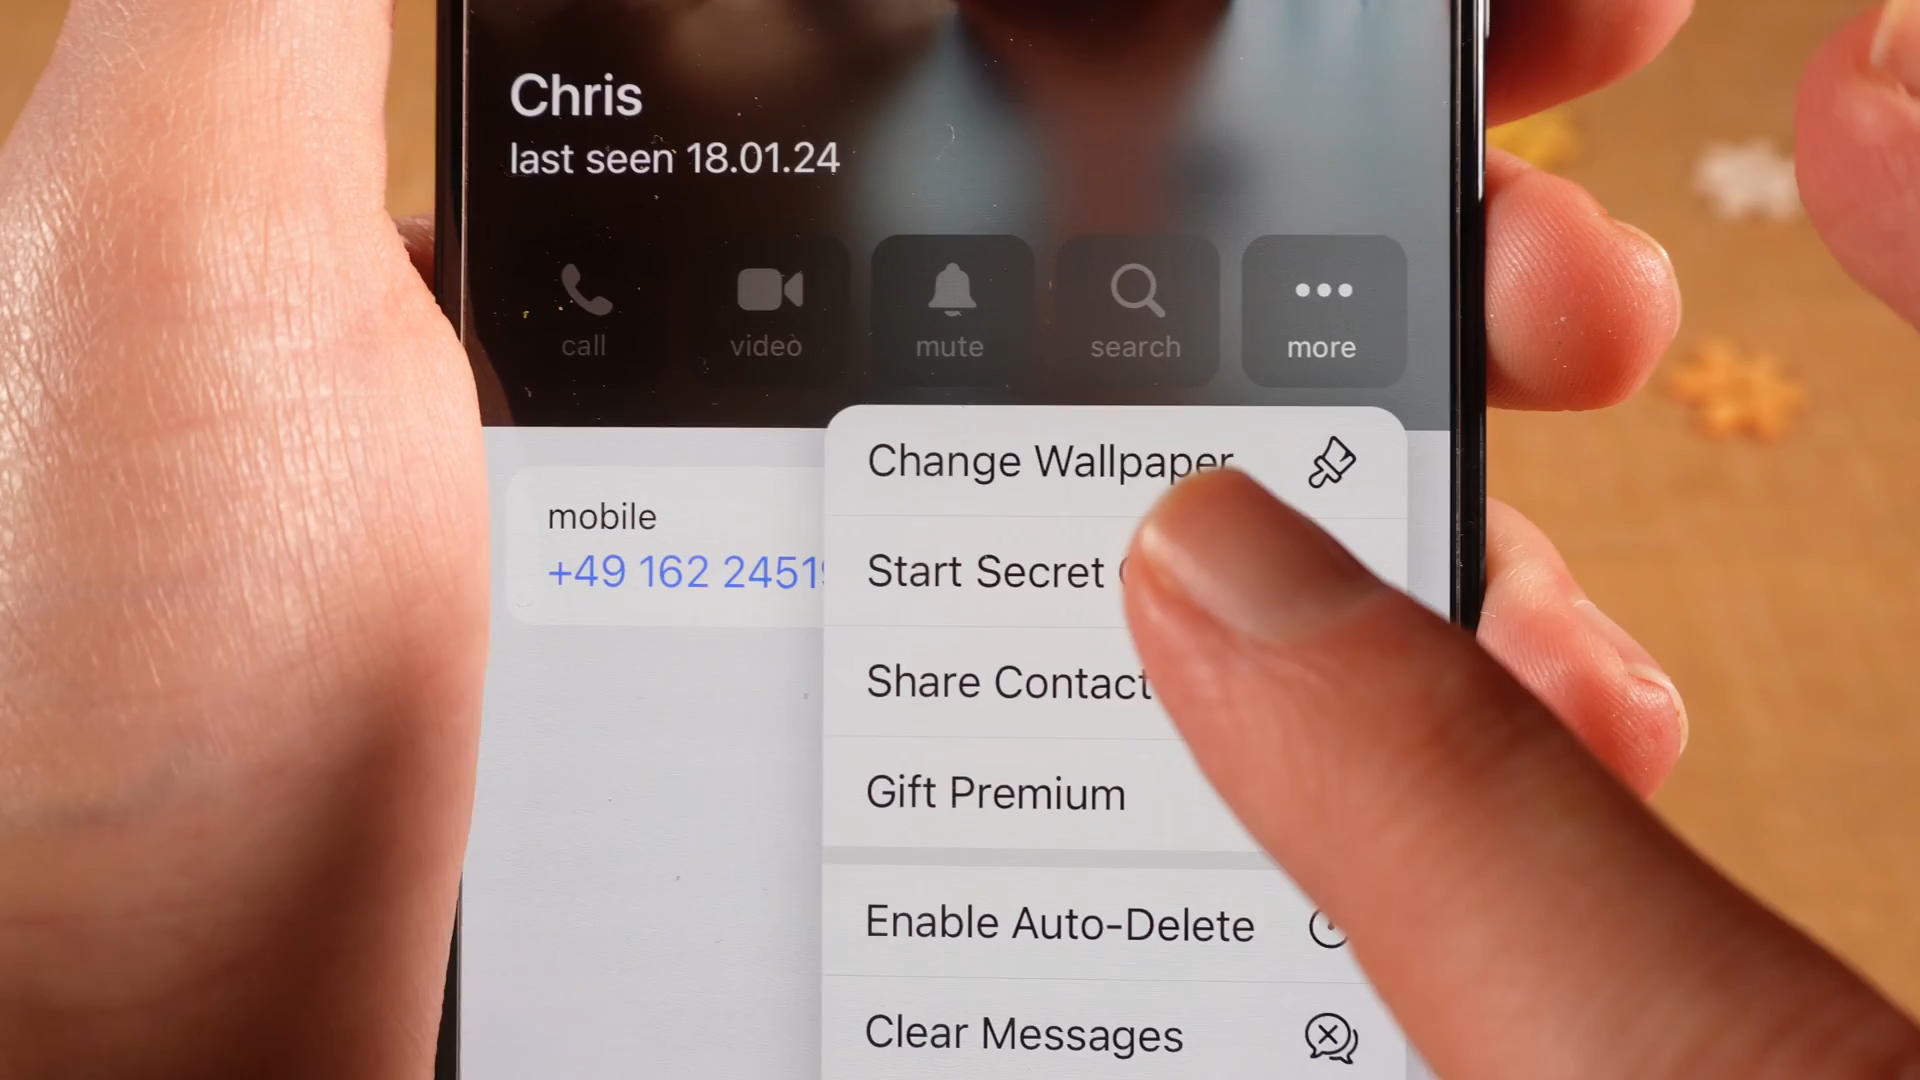 Chris
last seen 18.01.24
call video mute search more
Change Wallpaper
mobile
+49 162 2451
Start Secret
Share Contact
Gift Premium
Enable Auto-Delete
Clear Messages